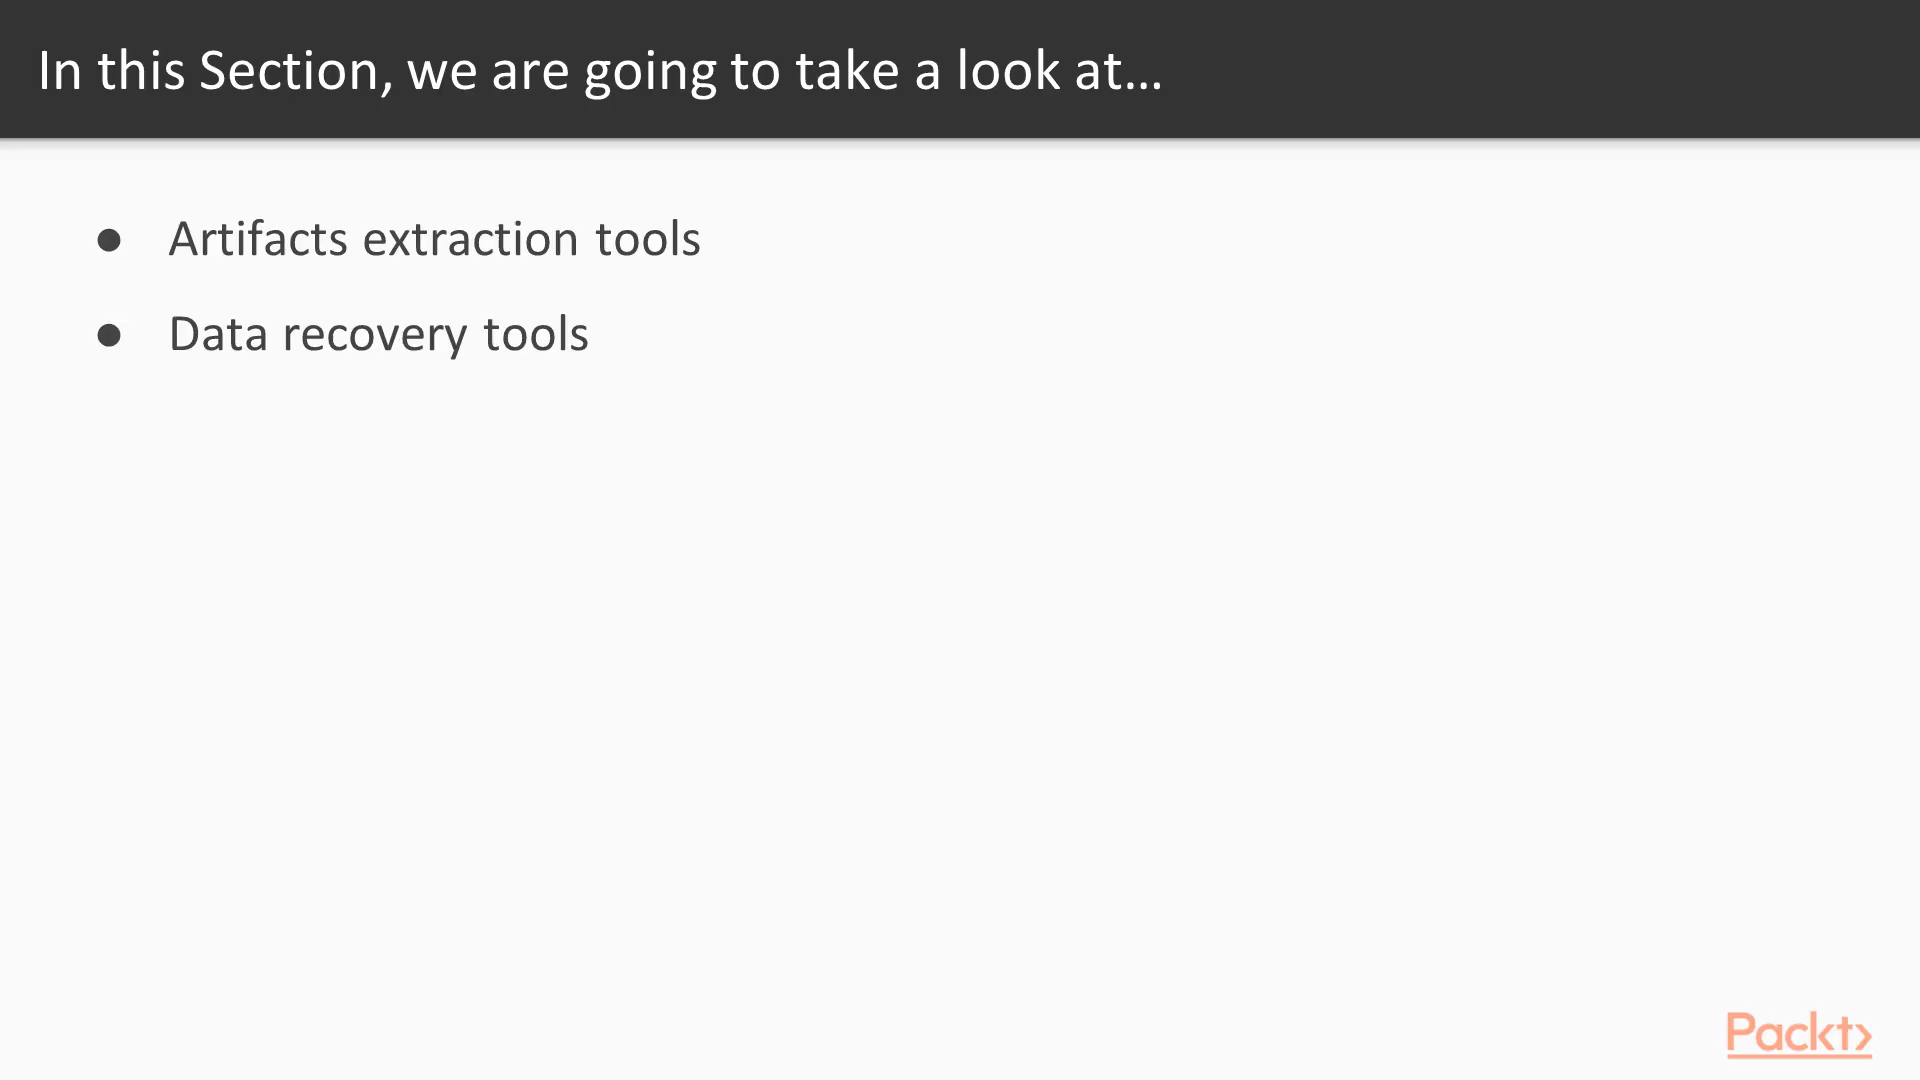 In this Section, we are going to take a look at…
● Artifacts extraction tools
● Data recovery tools
Packt>